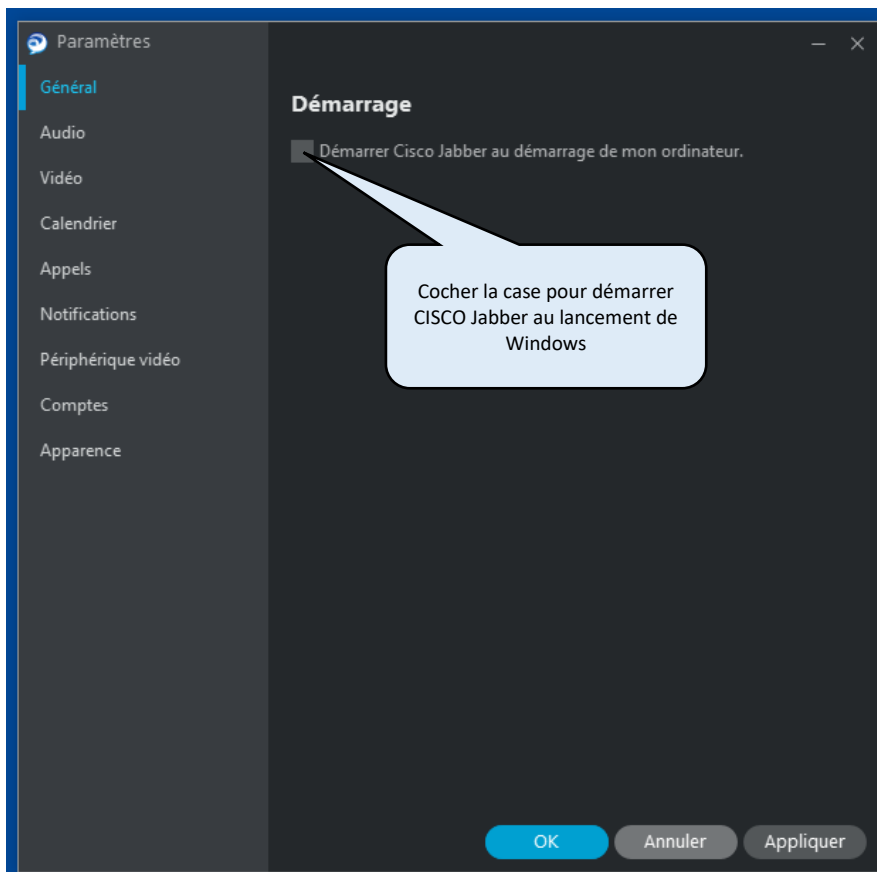 Paramètres
Général
Audio
Vidéo
Calendrier
Appels
Notifications
Périphérique vidéo
Comptes
Apparence
Démarrage
Démarrer Cisco Jabber au démarrage de mon ordinateur.
Cocher la case pour démarrer
CISCO Jabber au lancement de
Windows
OK
Annuler
Appliquer